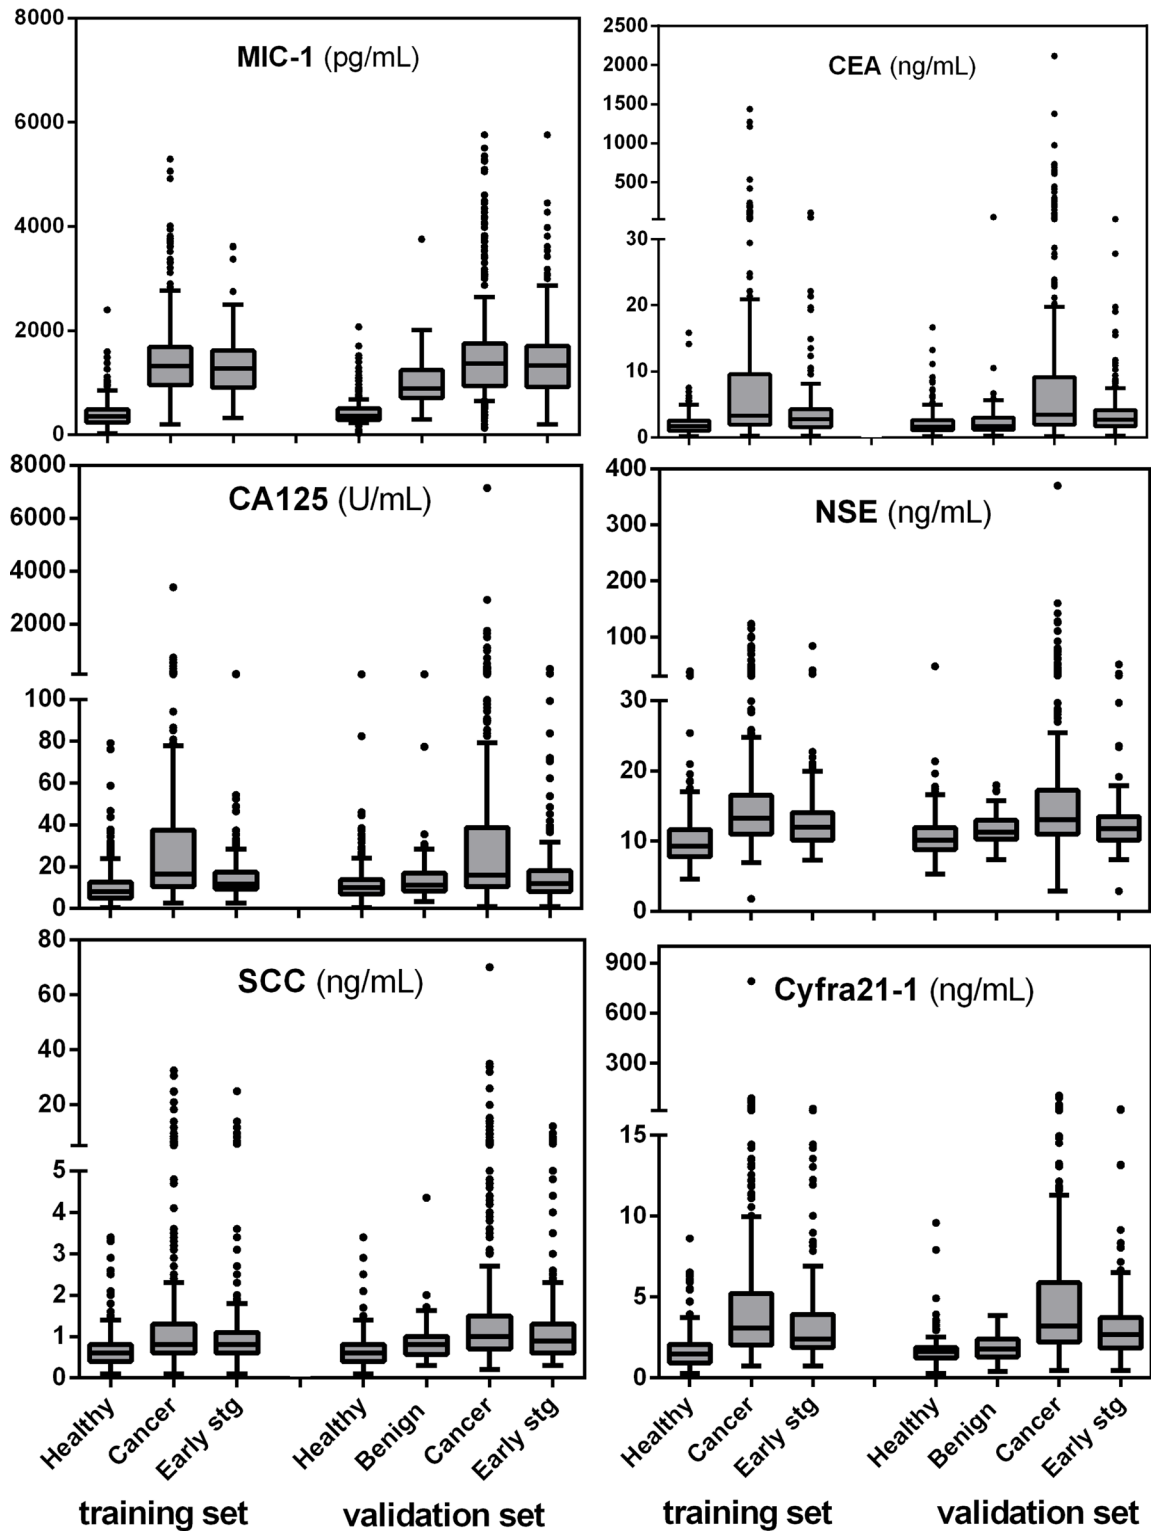 MIC-1 (pg/mL)
8000
6000
4000
2000
0
CEA (ng/mL)
2500
2000
1500
1000
500
30
20
10
0
CA125 (U/mL)
8000
6000
4000
2000
100
80
60
40
20
0
NSE (ng/mL)
400
300
200
100
30
20
10
0
SCC (ng/mL)
80
60
40
20
5
4
3
2
1
0
Cyfra21-1 (ng/mL)
900
600
300
15
10
5
0
Healthy
Cancer
Early stg
Healthy
Benign
Cancer
Early stg
training set
validation set
Healthy
Cancer
Early stg
Healthy
Benign
Cancer
Early stg
training set
validation set